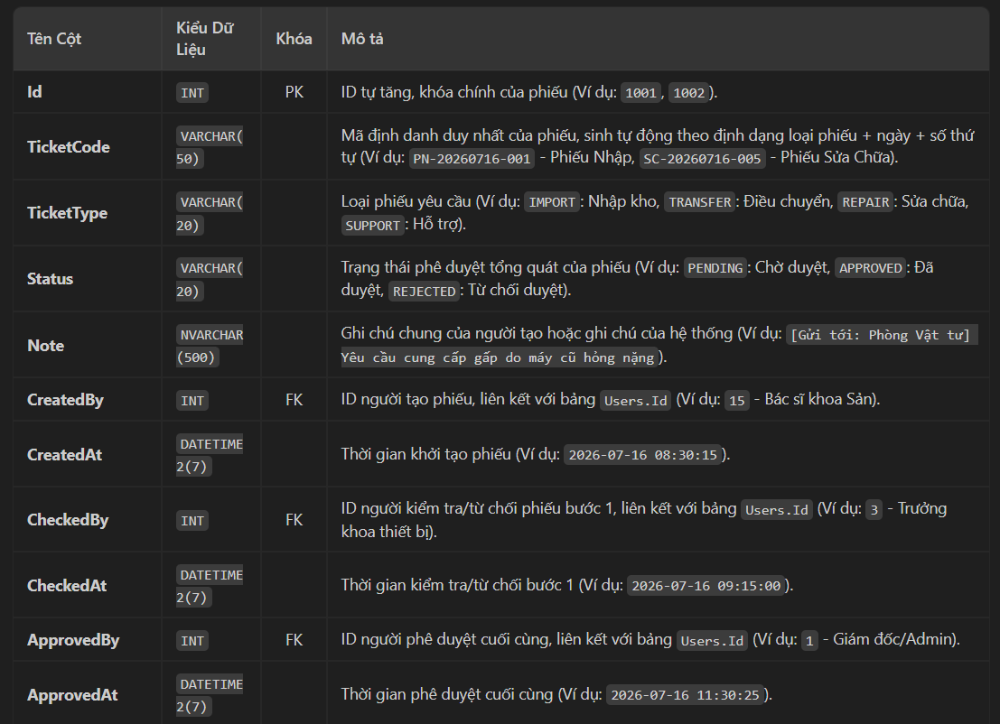 Tên Cột
Kiểu Dữ
Liệu
Khóa
Mô tả
Id
INT
PK
ID tự tăng, khóa chính của phiếu (Ví dụ: 1001, 1002).
TicketCode
VARCHAR(
50)
Mã định danh duy nhất của phiếu, sinh tự động theo định dạng loại phiếu + ngày + số thứ
tự (Ví dụ: PN-20260716-001 - Phiếu Nhập, SC-20260716-005 - Phiếu Sửa Chữa).
TicketType
VARCHAR(
20)
Loại phiếu yêu cầu (Ví dụ: IMPORT: Nhập kho, TRANSFER: Điều chuyển, REPAIR: Sửa chữa,
SUPPORT: Hỗ trợ).
Status
VARCHAR(
20)
Trạng thái phê duyệt tổng quát của phiếu (Ví dụ: PENDING: Chờ duyệt, APPROVED: Đã
duyệt, REJECTED: Từ chối duyệt).
Note
NVARCHAR
(500)
Ghi chú chung của người tạo hoặc ghi chú của hệ thống (Ví dụ: [Gửi tới: Phòng Vật tư]
Yêu cầu cung cấp gấp do máy cũ hỏng nặng).
CreatedBy
INT
FK
ID người tạo phiếu, liên kết với bảng Users.Id (Ví dụ: 15 - Bác sĩ khoa Sản).
CreatedAt
DATETIME
2(7)
Thời gian khởi tạo phiếu (Ví dụ: 2026-07-16 08:30:15).
CheckedBy
INT
FK
ID người kiểm tra/từ chối phiếu bước 1, liên kết với bảng Users.Id (Ví dụ: 3 - Trưởng
khoa thiết bị).
CheckedAt
DATETIME
2(7)
Thời gian kiểm tra/từ chối bước 1 (Ví dụ: 2026-07-16 09:15:00).
ApprovedBy
INT
FK
ID người phê duyệt cuối cùng, liên kết với bảng Users.Id (Ví dụ: 1 - Giám đốc/Admin).
ApprovedAt
DATETIME
2(7)
Thời gian phê duyệt cuối cùng (Ví dụ: 2026-07-16 11:30:25).